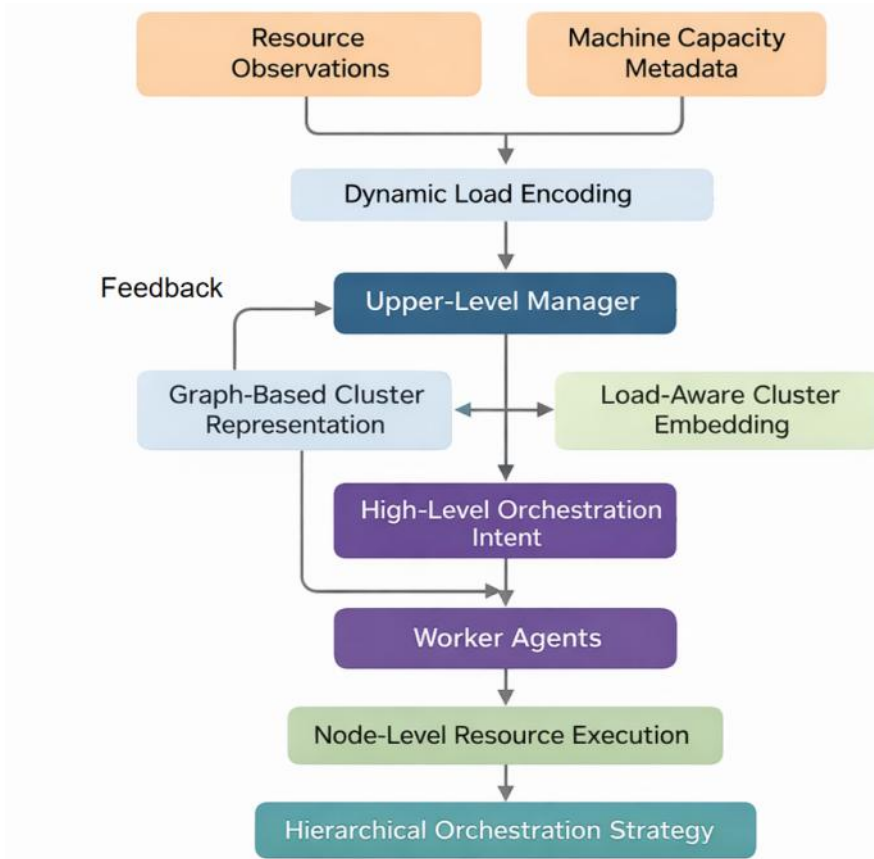 Resource
Observations
Machine Capacity
Metadata
Dynamic Load Encoding
Feedback
Upper-Level Manager
Graph-Based Cluster
Representation
Load-Aware Cluster
Embedding
High-Level Orchestration
Intent
Worker Agents
Node-Level Resource Execution
Hierarchical Orchestration Strategy